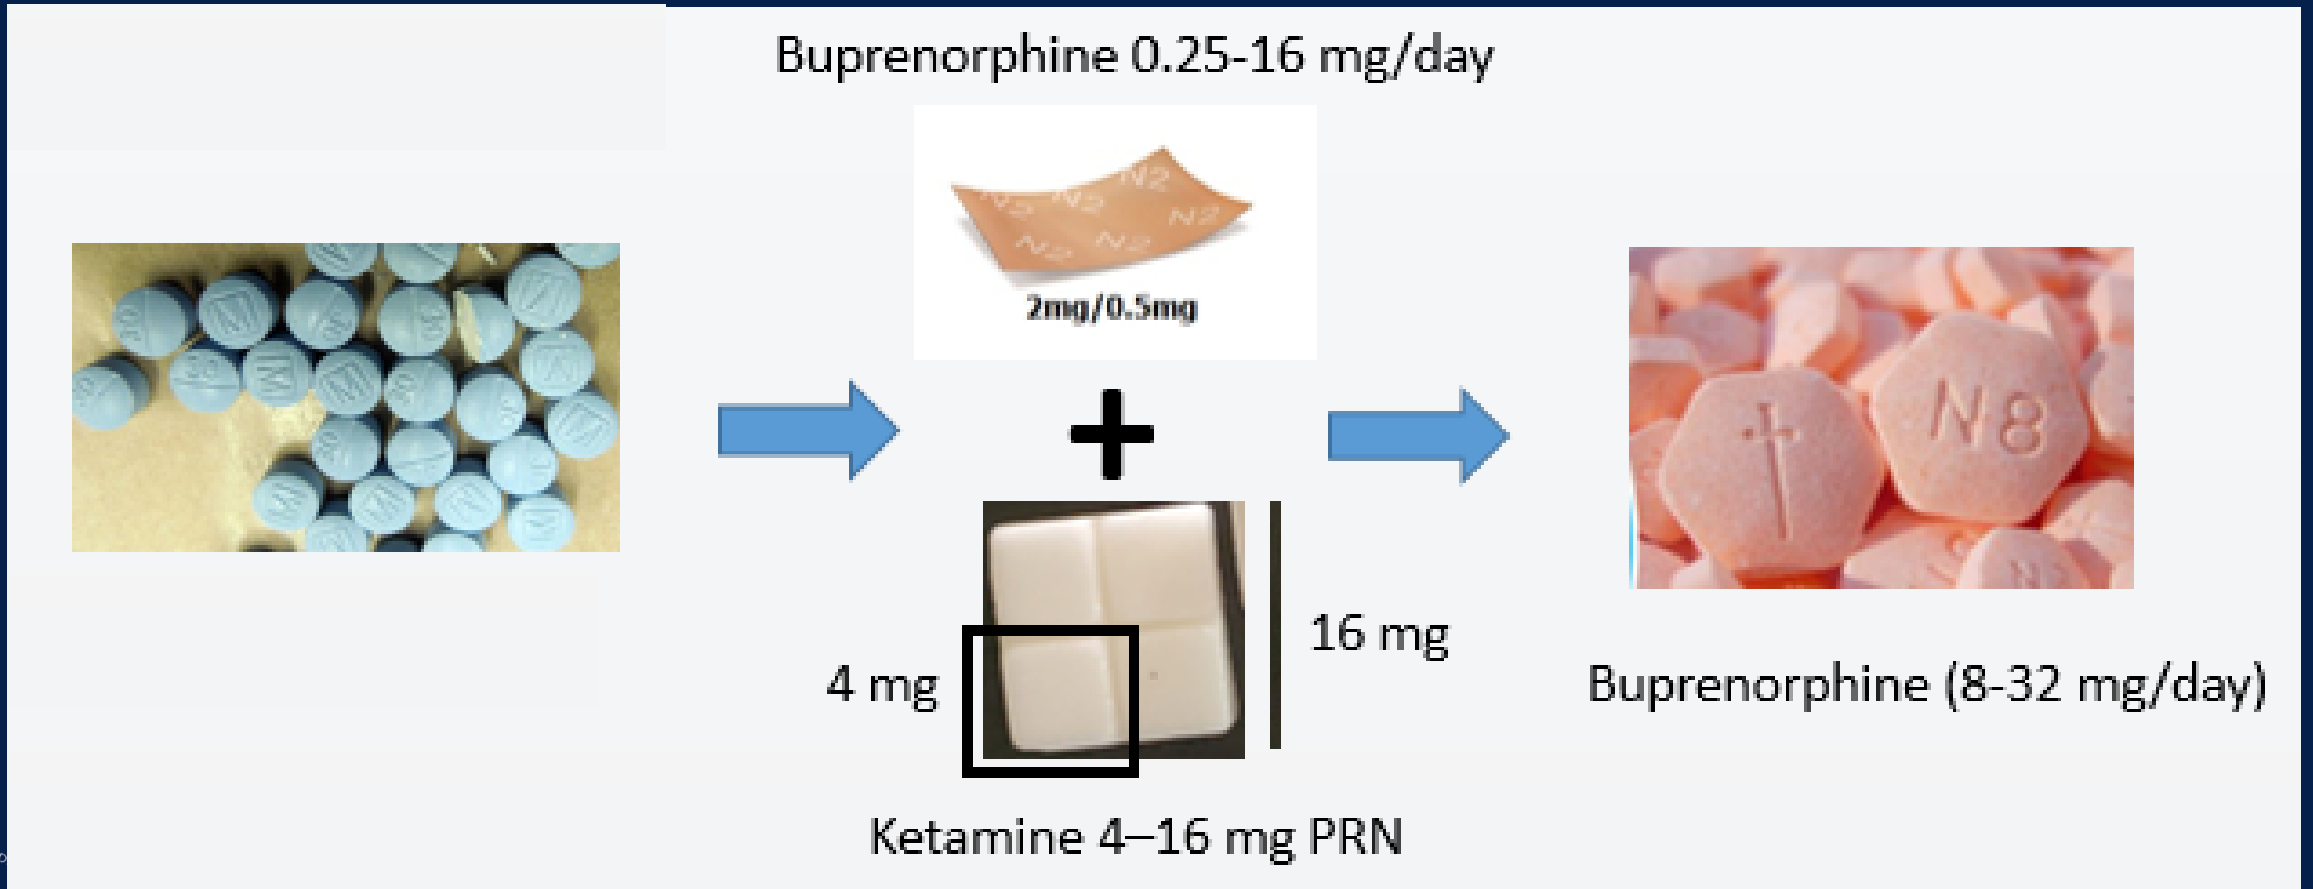 Buprenorphine 0.25-16 mg/day
N2 N2 N2
N2 N2 N2
2mg/0.5mg
M
30
N8
4 mg
16 mg
Buprenorphine (8-32 mg/day)
Ketamine 4–16 mg PRN